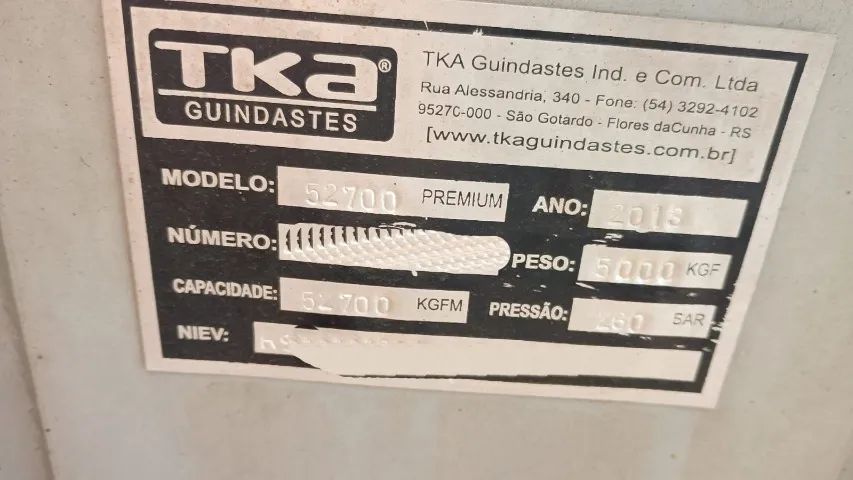 TKA®
GUINDASTES
TKA Guindastes Ind. e Com. Ltda
Rua Alessandria, 340 - Fone: (54) 3292-4102
95270-000 - São Gotardo - Flores daCunha - RS
[www.tkaguindastes.com.br]
MODELO: 52700 PREMIUM ANO: 2013
NÚMERO: PESO: 5000 KGF
CAPACIDADE: 52700 KGFM PRESSÃO: 260 BAR
NIEV: